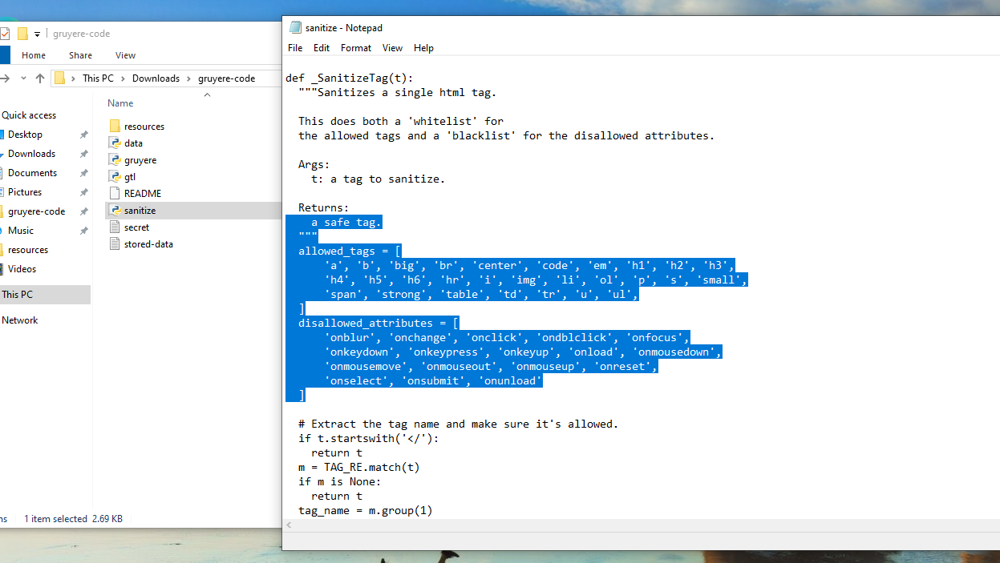 gruyere-code
Home Share View
This PC > Downloads > gruyere-code
Name
Quick access
Desktop
Downloads
Documents
Pictures
gruyere-code
Music
resources
Videos
This PC
Network
resources
data
gruyere
gtl
README
sanitize
secret
stored-data
1 item selected 2.69 KB
sanitize - Notepad
File Edit Format View Help
def _SanitizeTag(t):
"""Sanitizes a single html tag.
This does both a 'whitelist' for
the allowed tags and a 'blacklist' for the disallowed attributes.
Args:
t: a tag to sanitize.
Returns:
a safe tag.
"""
allowed_tags = [
'a', 'b', 'big', 'br', 'center', 'code', 'em', 'h1', 'h2', 'h3',
'h4', 'h5', 'h6', 'hr', 'i', 'img', 'li', 'ol', 'p', 's', 'small',
'span', 'strong', 'table', 'td', 'tr', 'u', 'ul',
]
disallowed_attributes = [
'onblur', 'onchange', 'onclick', 'ondblclick', 'onfocus',
'onkeydown', 'onkeypress', 'onkeyup', 'onload', 'onmousedown',
'onmousemove', 'onmouseout', 'onmouseup', 'onreset',
'onselect', 'onsubmit', 'onunload'
]
# Extract the tag name and make sure it's allowed.
if t.startswith('</'):
return t
m = TAG_RE.match(t)
if m is None:
return t
tag_name = m.group(1)